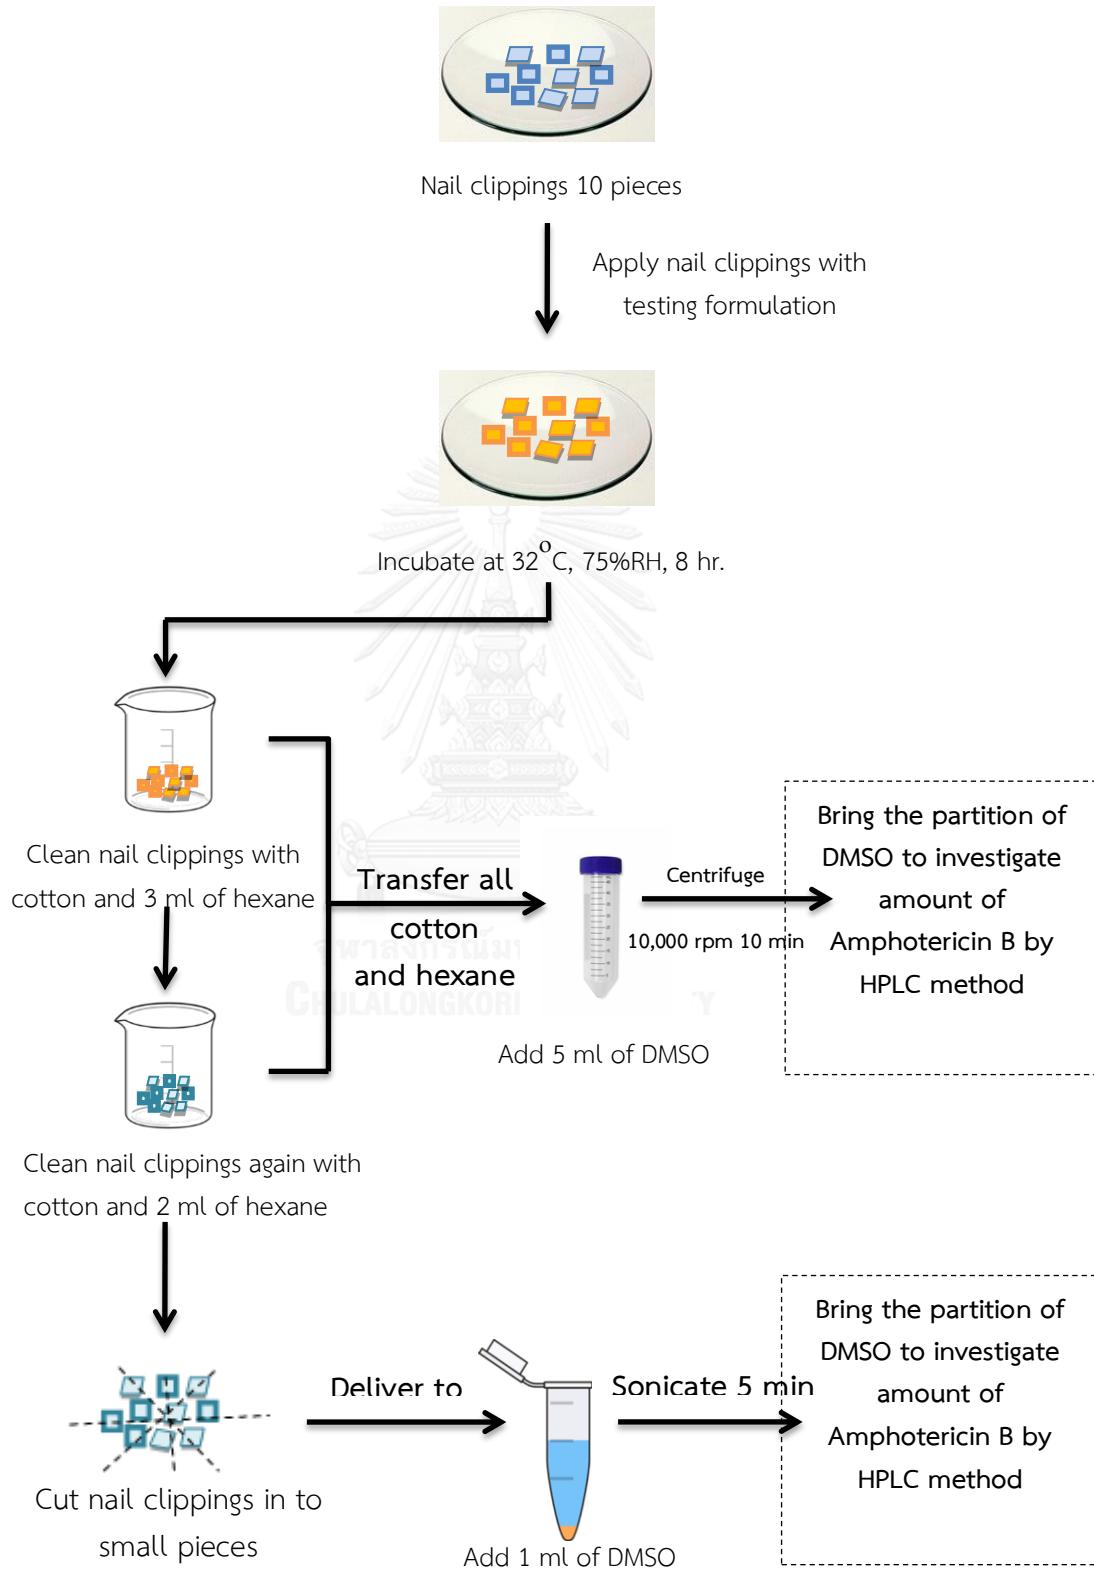 Nail clippings 10 pieces
Apply nail clippings with
testing formulation
Incubate at 32°C, 75%RH, 8 hr.
Clean nail clippings with
cotton and 3 ml of hexane
Transfer all
cotton
and hexane
Centrifuge
10,000 rpm 10 min
Add 5 ml of DMSO
Bring the partition of
DMSO to investigate
amount of
Amphotericin B by
HPLC method
Clean nail clippings again with
cotton and 2 ml of hexane
Cut nail clippings in to
small pieces
Deliver to
Add 1 ml of DMSO
Sonicate 5 min
Bring the partition of
DMSO to investigate
amount of
Amphotericin B by
HPLC method